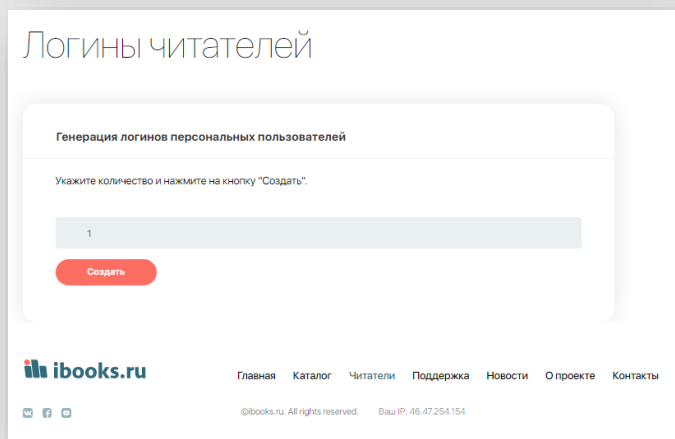 Логины читателей
Генерация логинов персональных пользователей
Укажите количество и нажмите на кнопку "Создать".
1
Создать
ibooks.ru
Главная Каталог Читатели Поддержка Новости О проекте Контакты
©ibooks.ru. All rights reserved. Ваш IP: 46.47.254.154